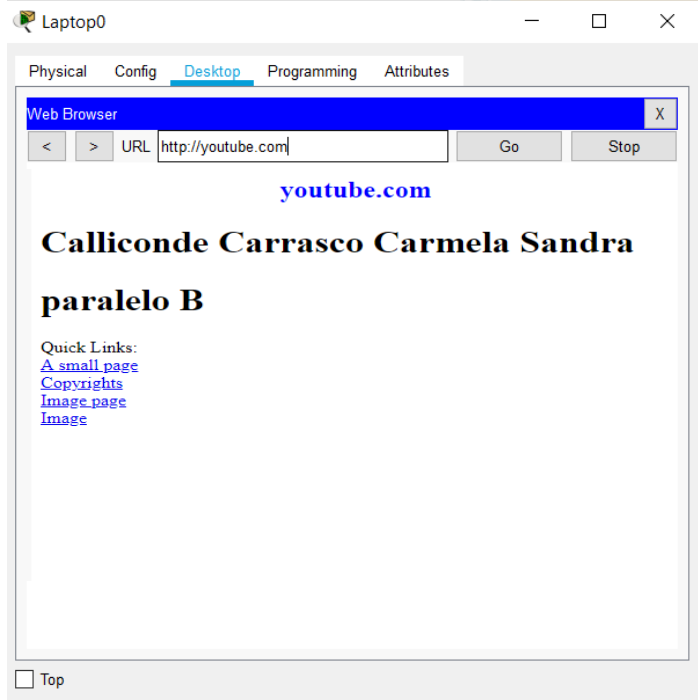 Laptop0
Physical Config Desktop Programming Attributes
Web Browser X
< > URL http://youtube.com Go Stop
youtube.com
Calliconde Carrasco Carmela Sandra
paralelo B
Quick Links:
A small page
Copyrights
Image page
Image
Top